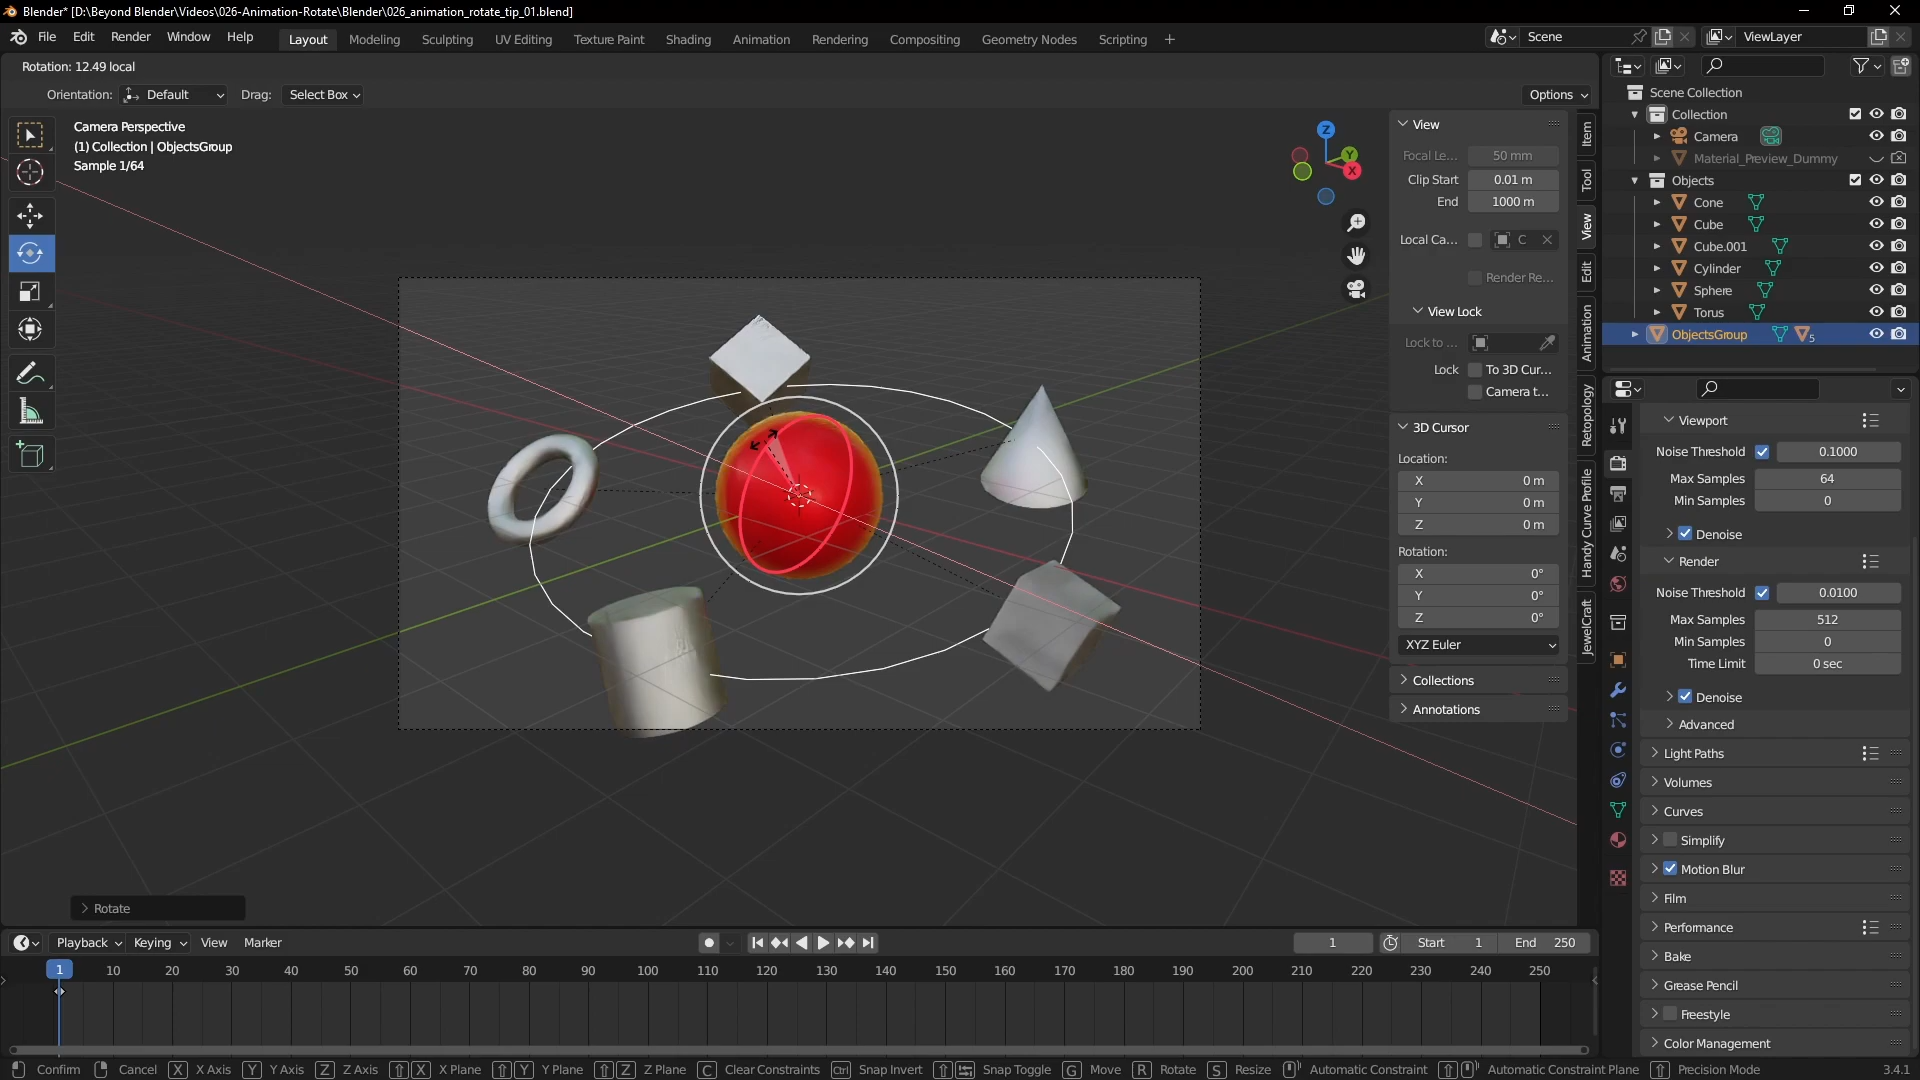 Blender* [D:\Beyond Blender\Videos\026-Animation-Rotate\Blender\026_animation_rotate_tip_01.blend]
File Edit Render Window Help Layout Modeling Sculpting UV Editing Texture Paint Shading Animation Rendering Compositing Geometry Nodes Scripting + Scene ViewLayer
Rotation: 12.49 local
Orientation: Default Drag: Select Box Options
Camera Perspective
(1) Collection | ObjectsGroup
Sample 1/64
Z
Y
X
View
Focal Le... 50 mm
Clip Start 0.01 m
End 1000 m
Local Ca... C
Render Re...
View Lock
Lock to ...
Lock To 3D Cur...
Camera t...
3D Cursor
Location:
X 0 m
Y 0 m
Z 0 m
Rotation:
X 0°
Y 0°
Z 0°
XYZ Euler
Collections
Annotations
Item
Tool
View
Edit
Animation
Retopology
Handy Curve Profile
JewelCraft
Scene Collection
Collection
Camera
Material_Preview_Dummy
Objects
Cone
Cube
Cube.001
Cylinder
Sphere
Torus
ObjectsGroup 5
Viewport
Noise Threshold 0.1000
Max Samples 64
Min Samples 0
Denoise
Render
Noise Threshold 0.0100
Max Samples 512
Min Samples 0
Time Limit 0 sec
Denoise
Advanced
Light Paths
Volumes
Curves
Simplify
Motion Blur
Film
Performance
Bake
Grease Pencil
Freestyle
Color Management
Rotate
Playback Keying View Marker 1 Start 1 End 250
1 10 20 30 40 50 60 70 80 90 100 110 120 130 140 150 160 170 180 190 200 210 220 230 240 250
Confirm Cancel X X Axis Y Y Axis Z Z Axis X X Plane Y Y Plane Z Z Plane C Clear Constraints Ctrl Snap Invert Snap Toggle G Move R Rotate S Resize Automatic Constraint Automatic Constraint Plane Precision Mode 3.4.1